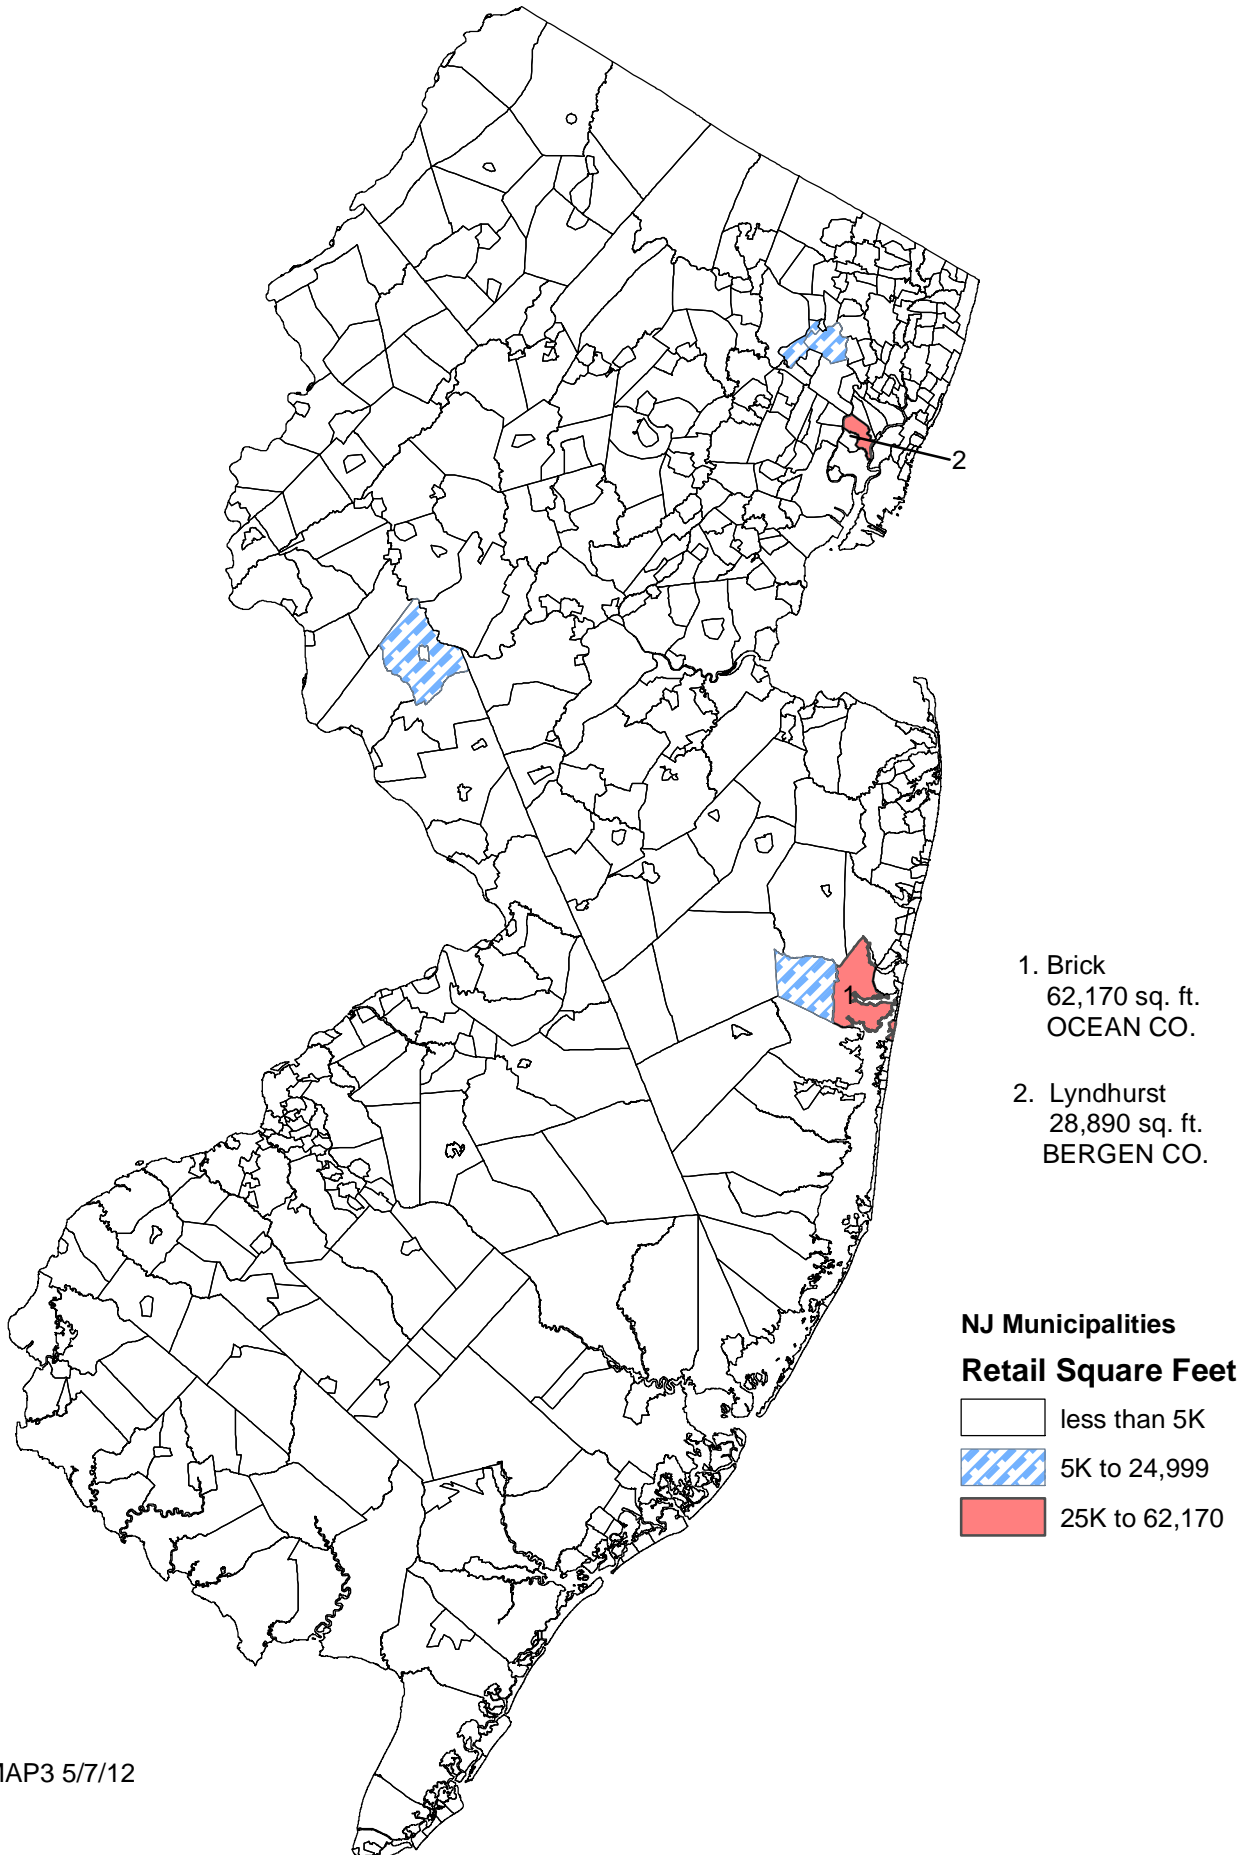 2
1
1. Brick
62,170 sq. ft.
OCEAN CO.
2. Lyndhurst
28,890 sq. ft.
BERGEN CO.
NJ Municipalities
Retail Square Feet
less than 5K
5K to 24,999
25K to 62,170
MAP3 5/7/12